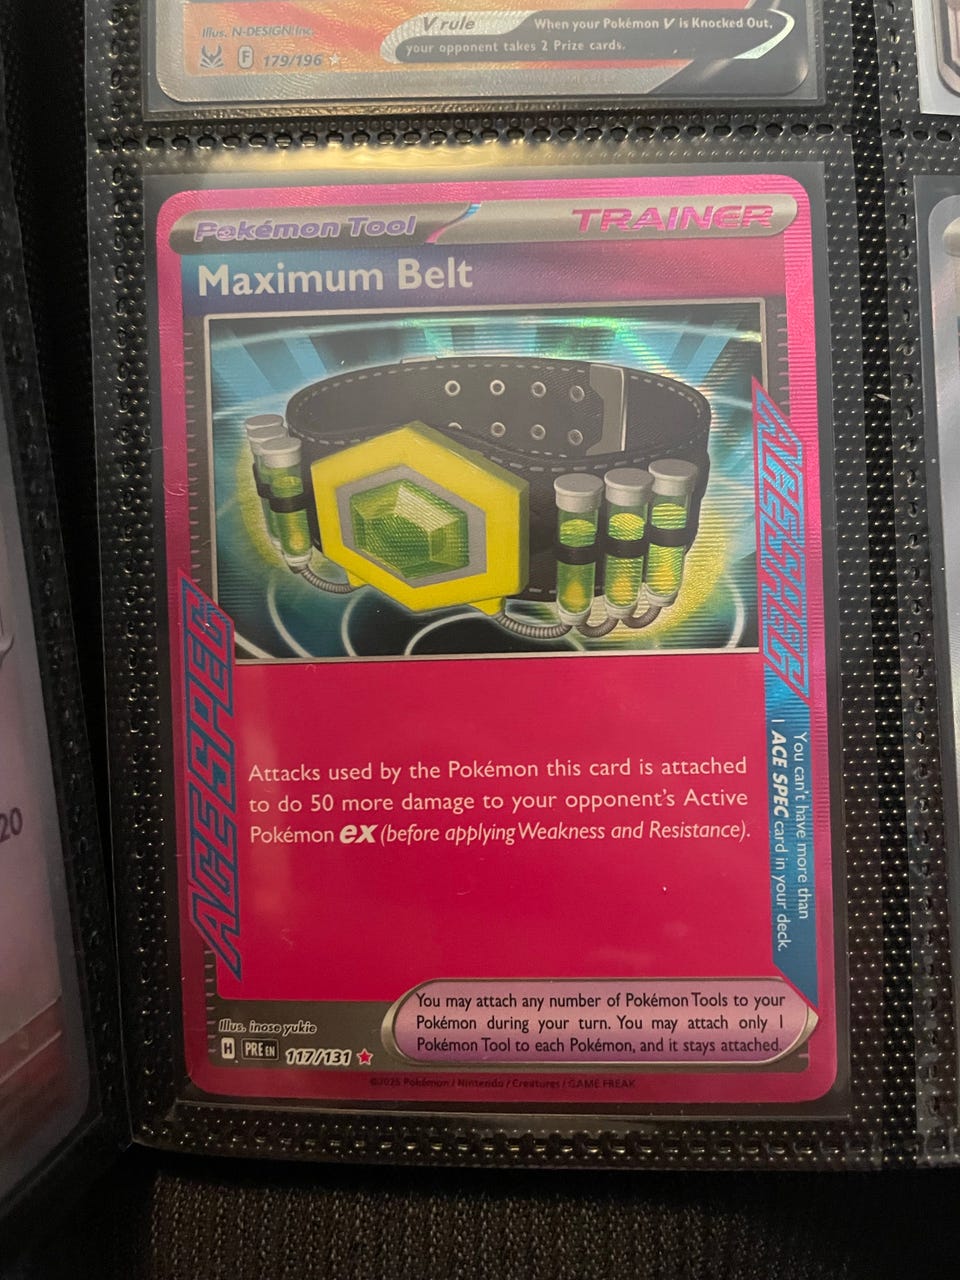 V rule
When your Pokémon V is Knocked Out,
your opponent takes 2 Prize cards.
Illus. N-DESIGN Inc.
F 179/196
Pokémon Tool
TRAINER
Maximum Belt
ACE SPEC
ACE SPEC
You can't have more than
1 ACE SPEC card in your deck.
Attacks used by the Pokémon this card is attached
to do 50 more damage to your opponent's Active
Pokémon ex (before applying Weakness and Resistance).
20
You may attach any number of Pokémon Tools to your
Pokémon during your turn. You may attach only 1
Pokémon Tool to each Pokémon, and it stays attached.
Illus. inose yukie
H PRE EN 117/131
©2025 Pokémon / Nintendo / Creatures / GAME FREAK